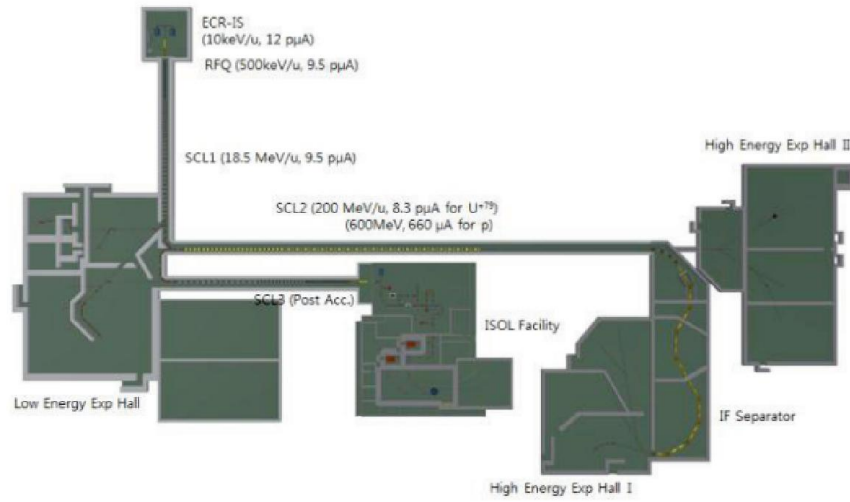 ECR-IS
(10keV/u, 12 pμA)
RFQ (500keV/u, 9.5 pμA)
High Energy Exp Hall II
SCL1 (18.5 MeV/u, 9.5 pμA)
SCL2 (200 MeV/u, 8.3 pμA for U⁺⁷⁹)
(600MeV, 660 μA for p)
SCL3 (Post Acc.)
ISOL Facility
Low Energy Exp Hall
IF Separator
High Energy Exp Hall I